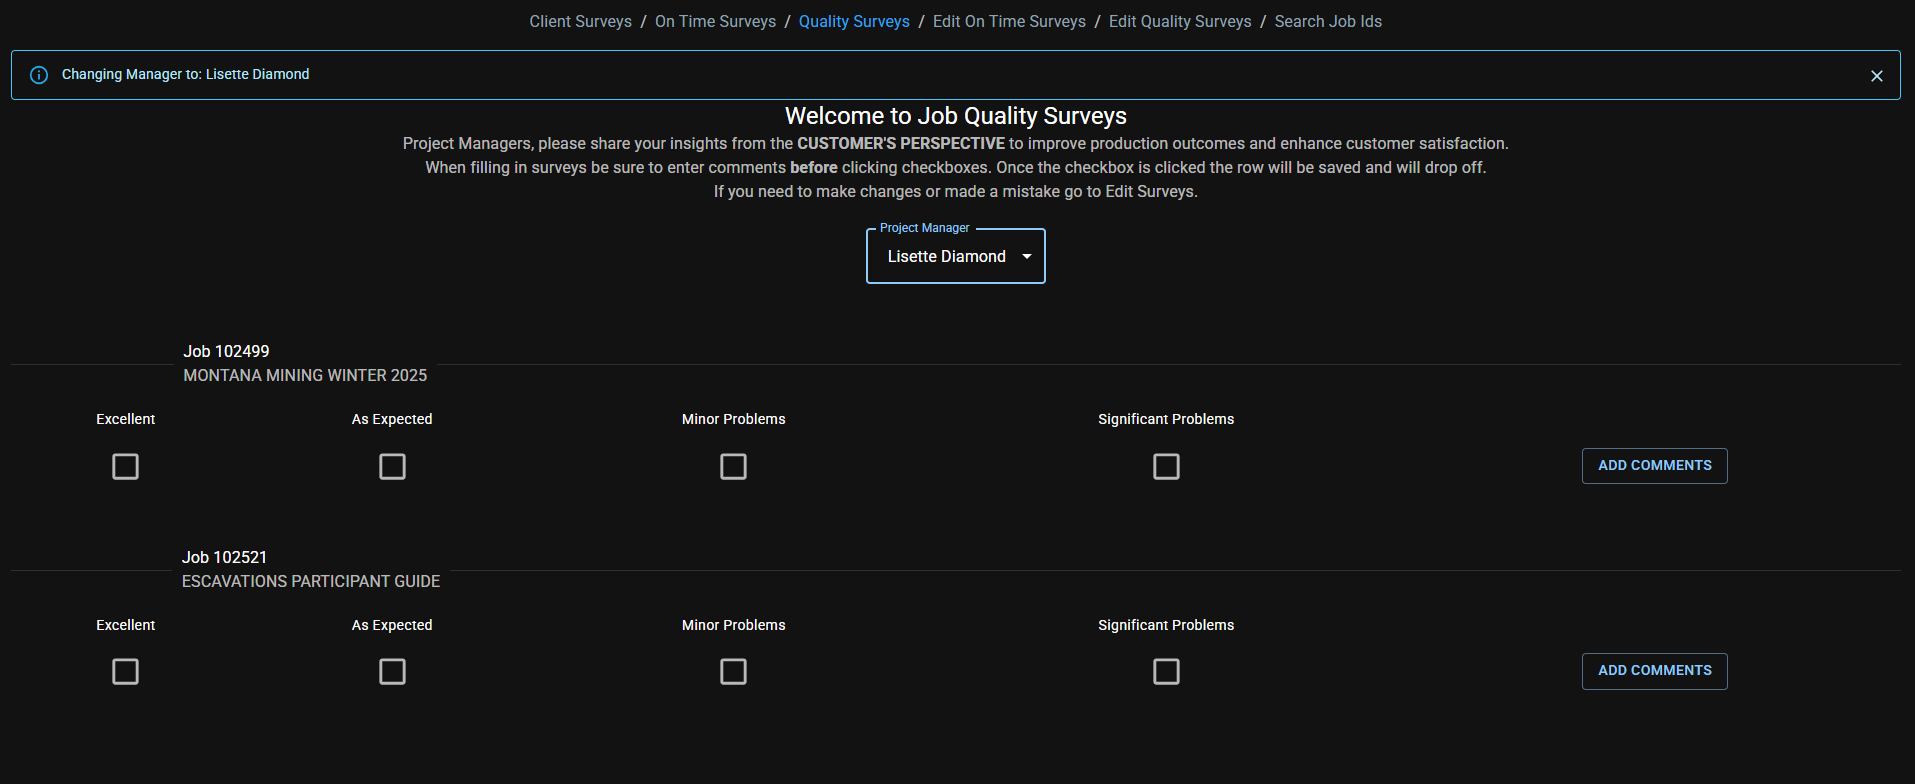 Client Surveys / On Time Surveys / Quality Surveys / Edit On Time Surveys / Edit Quality Surveys / Search Job Ids
Changing Manager to: Lisette Diamond
Welcome to Job Quality Surveys
Project Managers, please share your insights from the CUSTOMER'S PERSPECTIVE to improve production outcomes and enhance customer satisfaction.
When filling in surveys be sure to enter comments before clicking checkboxes. Once the checkbox is clicked the row will be saved and will drop off.
If you need to make changes or made a mistake go to Edit Surveys.
Project Manager
Lisette Diamond
Job 102499
MONTANA MINING WINTER 2025
Excellent As Expected Minor Problems Significant Problems
ADD COMMENTS
Job 102521
ESCAVATIONS PARTICIPANT GUIDE
Excellent As Expected Minor Problems Significant Problems
ADD COMMENTS